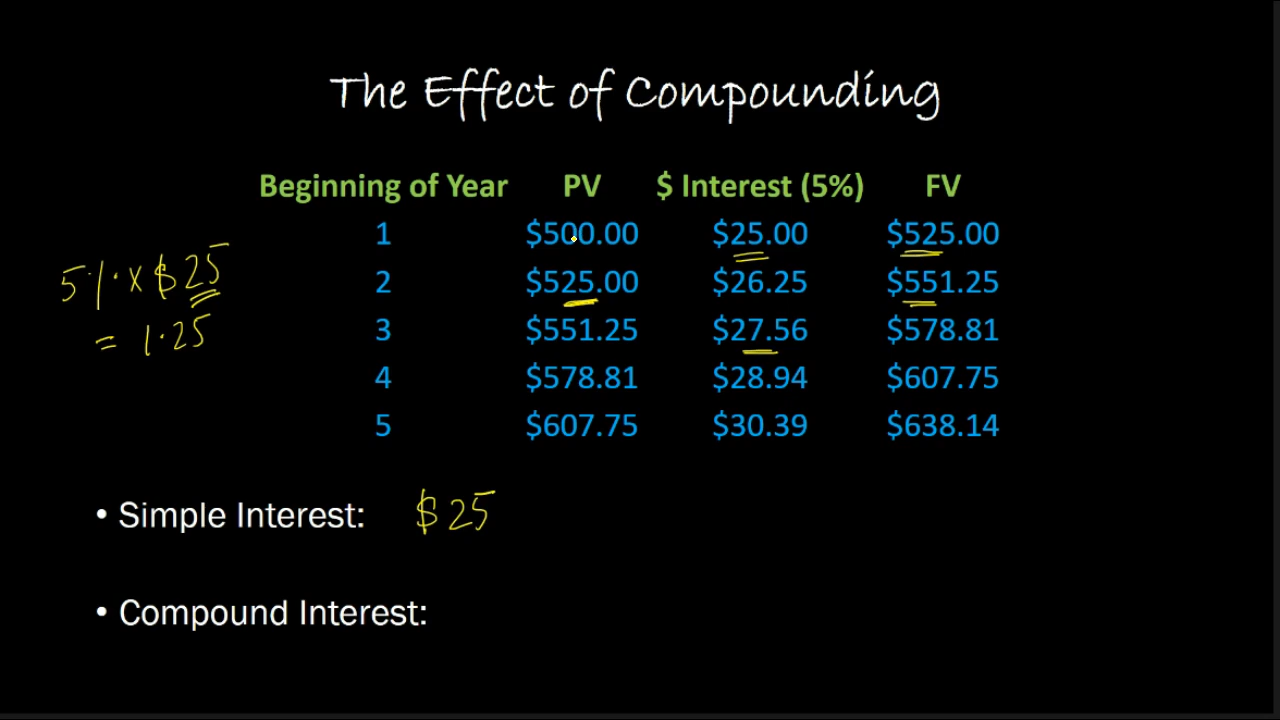 The Effect of Compounding
Beginning of Year PV $ Interest (5%) FV
1 $500.00 $25.00 $525.00
2 $525.00 $26.25 $551.25
3 $551.25 $27.56 $578.81
4 $578.81 $28.94 $607.75
5 $607.75 $30.39 $638.14
5% x $25
= 1.25
• Simple Interest: $25
• Compound Interest: